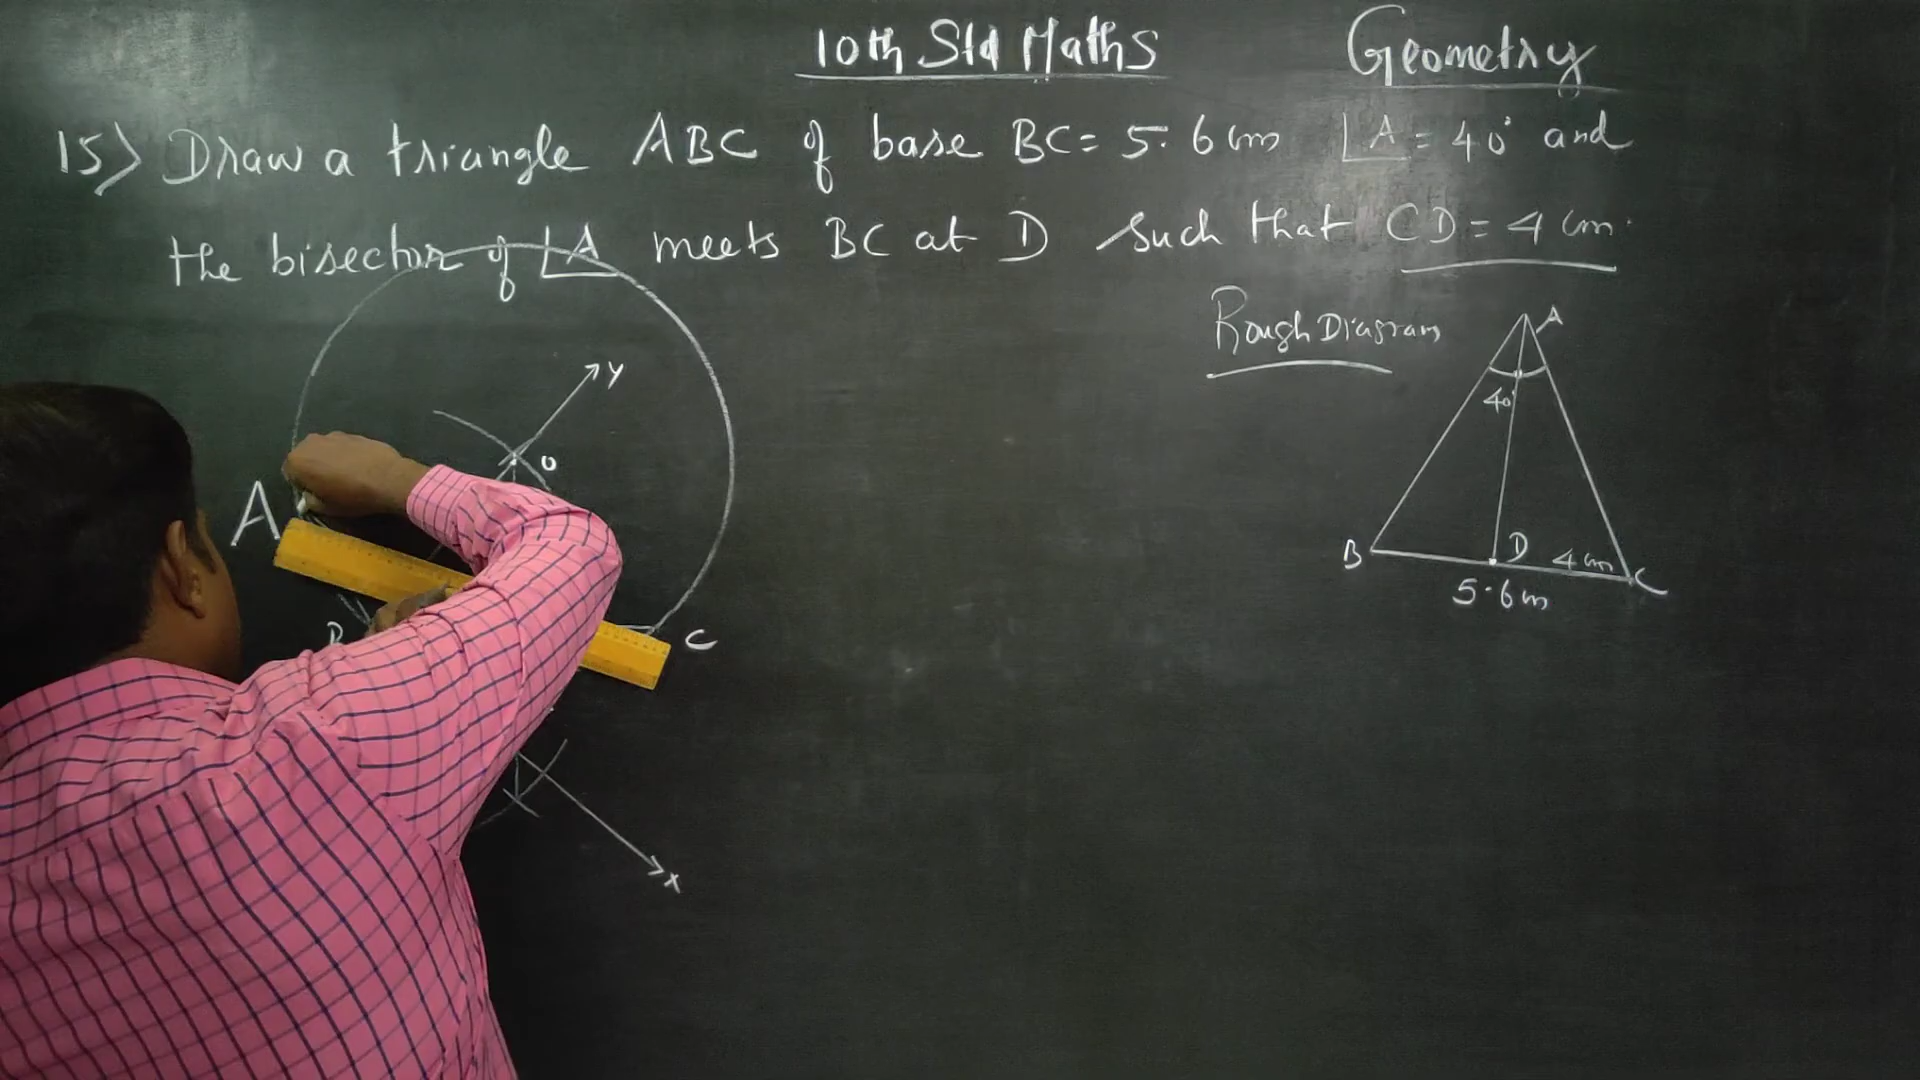 10th Std Maths Geometry
15) Draw a triangle ABC of base BC = 5.6 cm ∠A = 40° and
the bisector of ∠A meets BC at D such that CD = 4 cm.
Rough Diagram
A
40°
B
D
4 cm
C
5.6 cm
Y
O
A
B
C
X